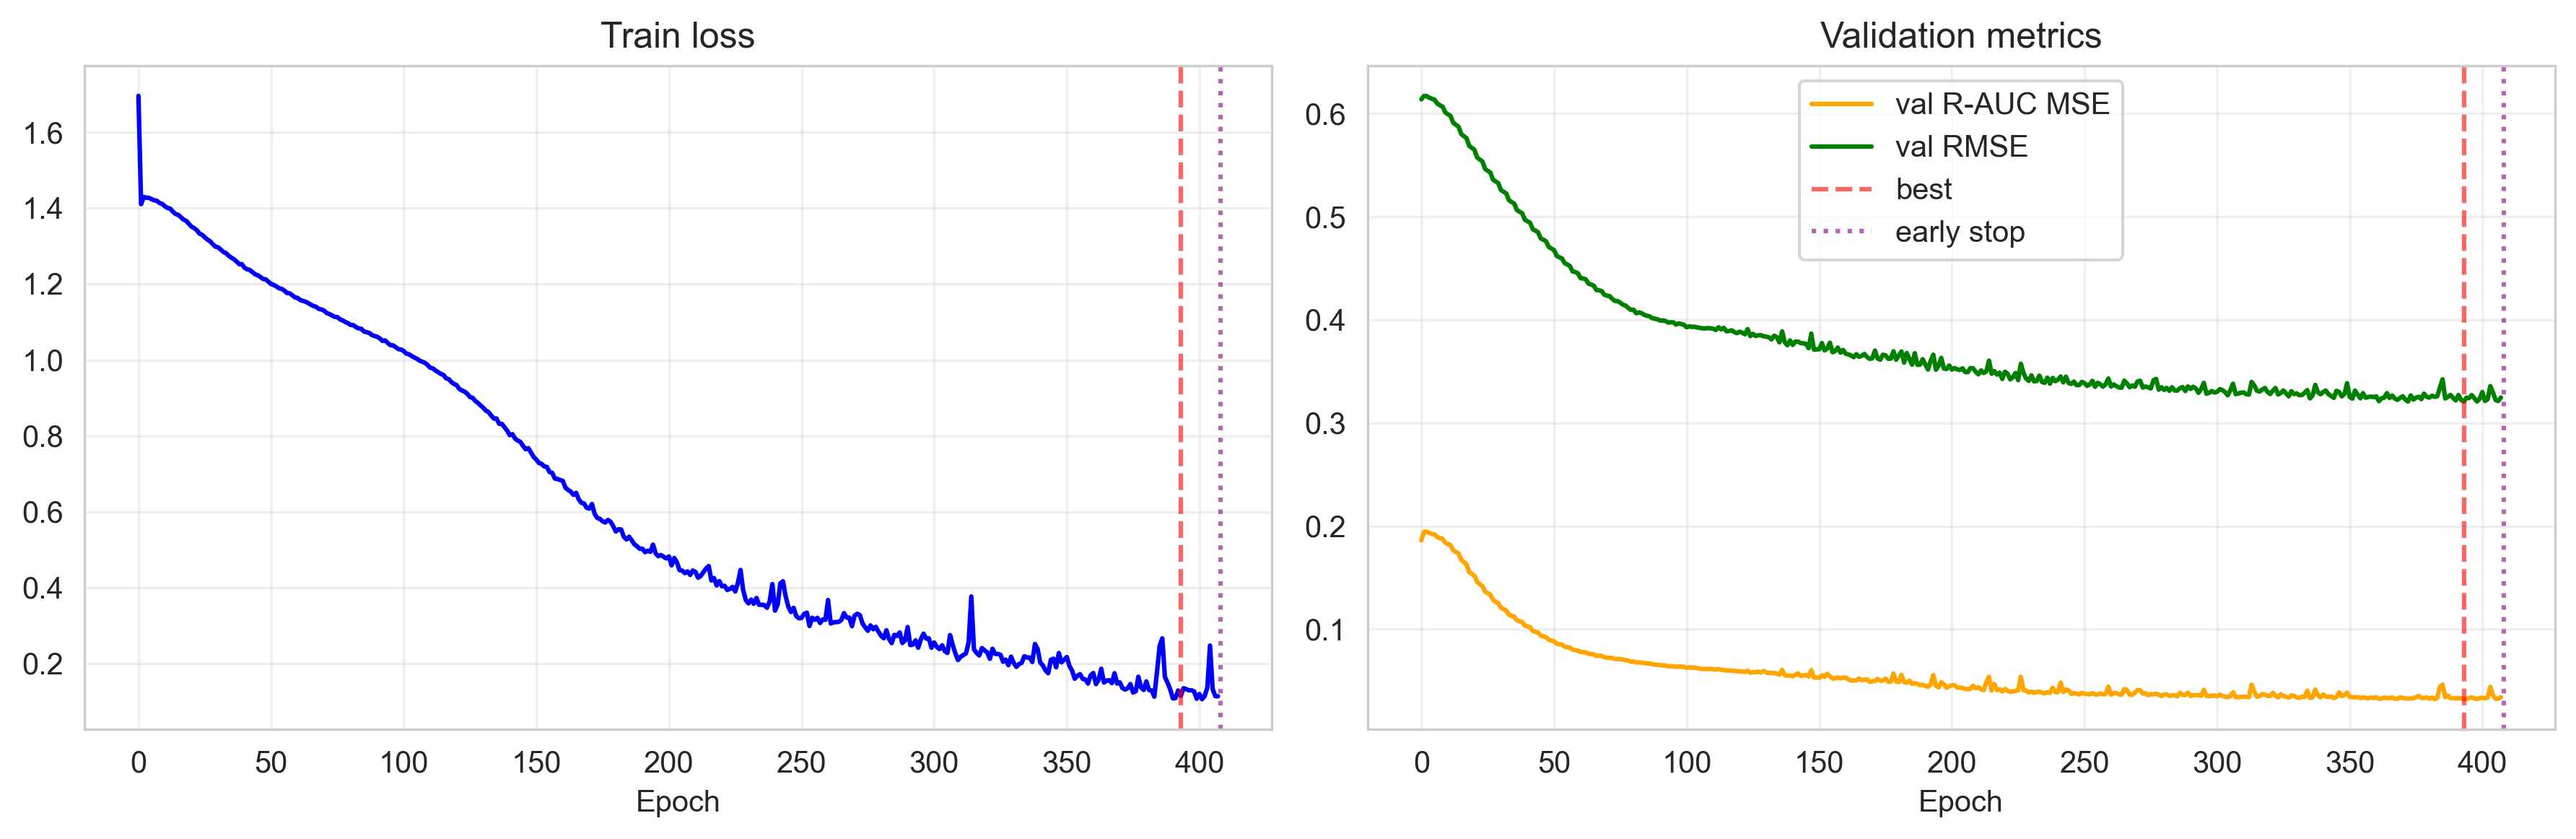 Train loss
1.6
1.4
1.2
1.0
0.8
0.6
0.4
0.2
0 50 100 150 200 250 300 350 400
Epoch
Validation metrics
val R-AUC MSE
val RMSE
best
early stop
0.6
0.5
0.4
0.3
0.2
0.1
0 50 100 150 200 250 300 350 400
Epoch